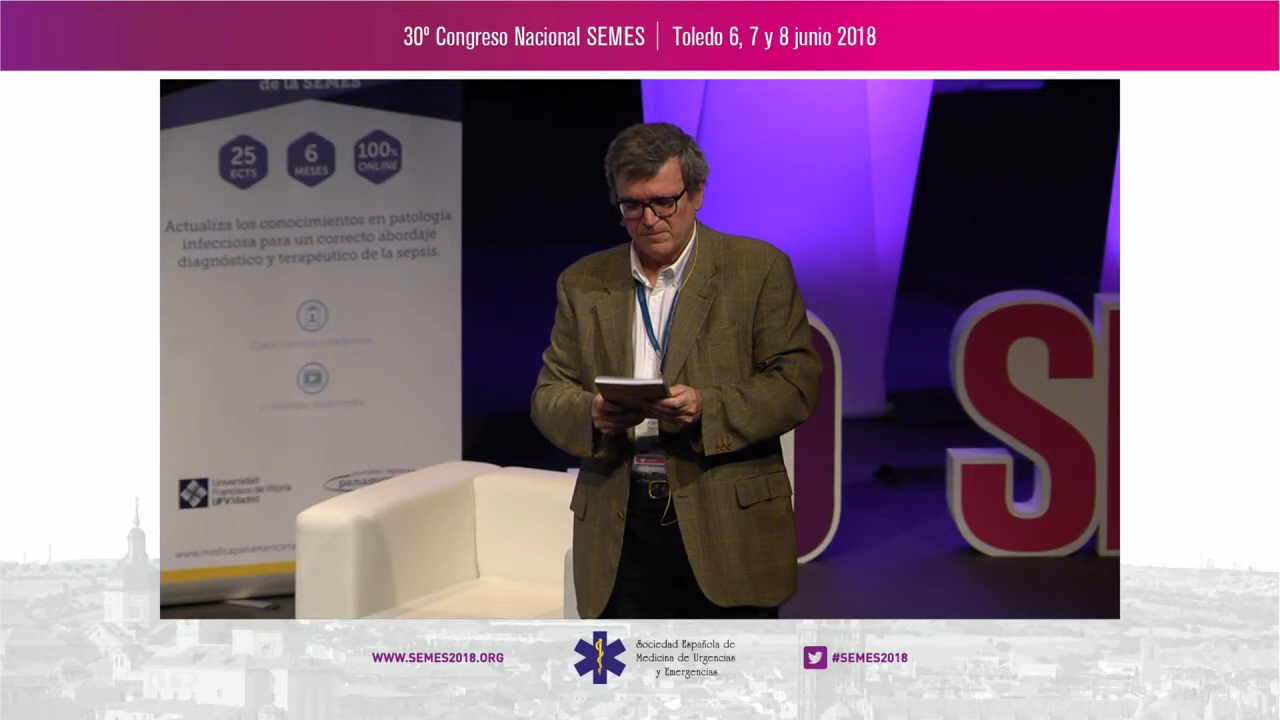 30º Congreso Nacional SEMES | Toledo 6, 7 y 8 junio 2018
de la SEMES
25
ECTS
6
MESES
100%
ONLINE
Actualiza los conocimientos en patología
infecciosa para un correcto abordaje
diagnóstico y terapéutico de la sepsis.
Universidad
Francisco de Vitoria
UFV Madrid
www.medicapanamericana
S
WWW.SEMES2018.ORG
Sociedad Española de
Medicina de Urgencias
y Emergencias
#SEMES2018